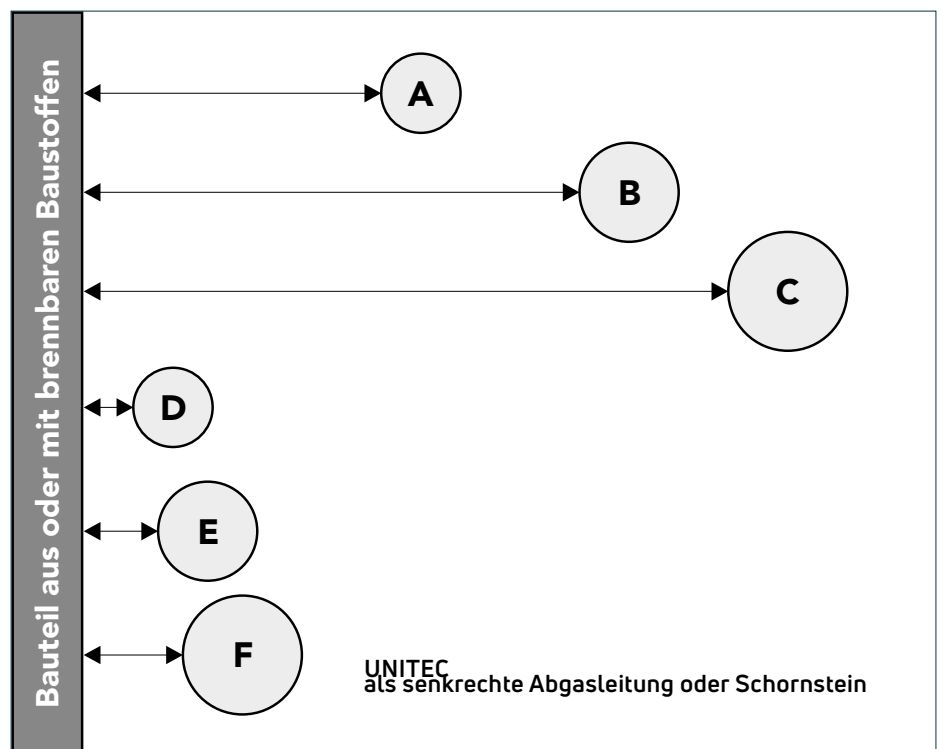 Bauteil aus oder mit brennbaren Baustoffen
A
B
C
D
E
F
UNITEC
als senkrechte Abgasleitung oder Schornstein